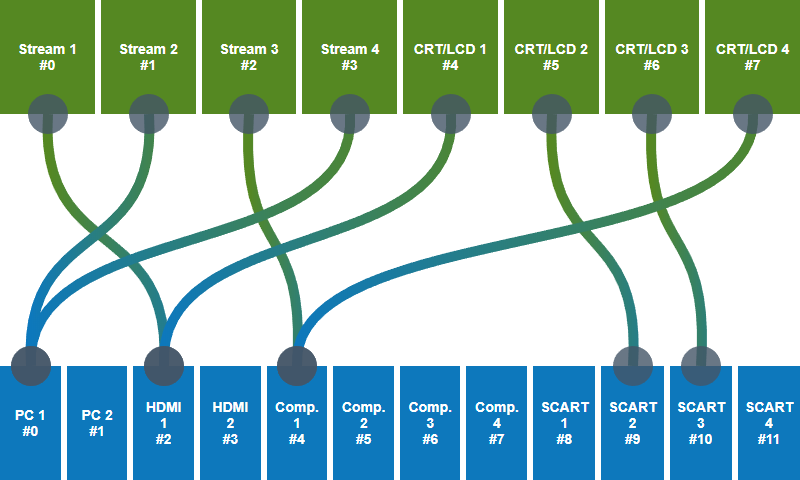 Stream 1
#0
Stream 2
#1
Stream 3
#2
Stream 4
#3
CRT/LCD 1
#4
CRT/LCD 2
#5
CRT/LCD 3
#6
CRT/LCD 4
#7
PC 1
#0
PC 2
#1
HDMI
1
#2
HDMI
2
#3
Comp.
1
#4
Comp.
2
#5
Comp.
3
#6
Comp.
4
#7
SCART
1
#8
SCART
2
#9
SCART
3
#10
SCART
4
#11